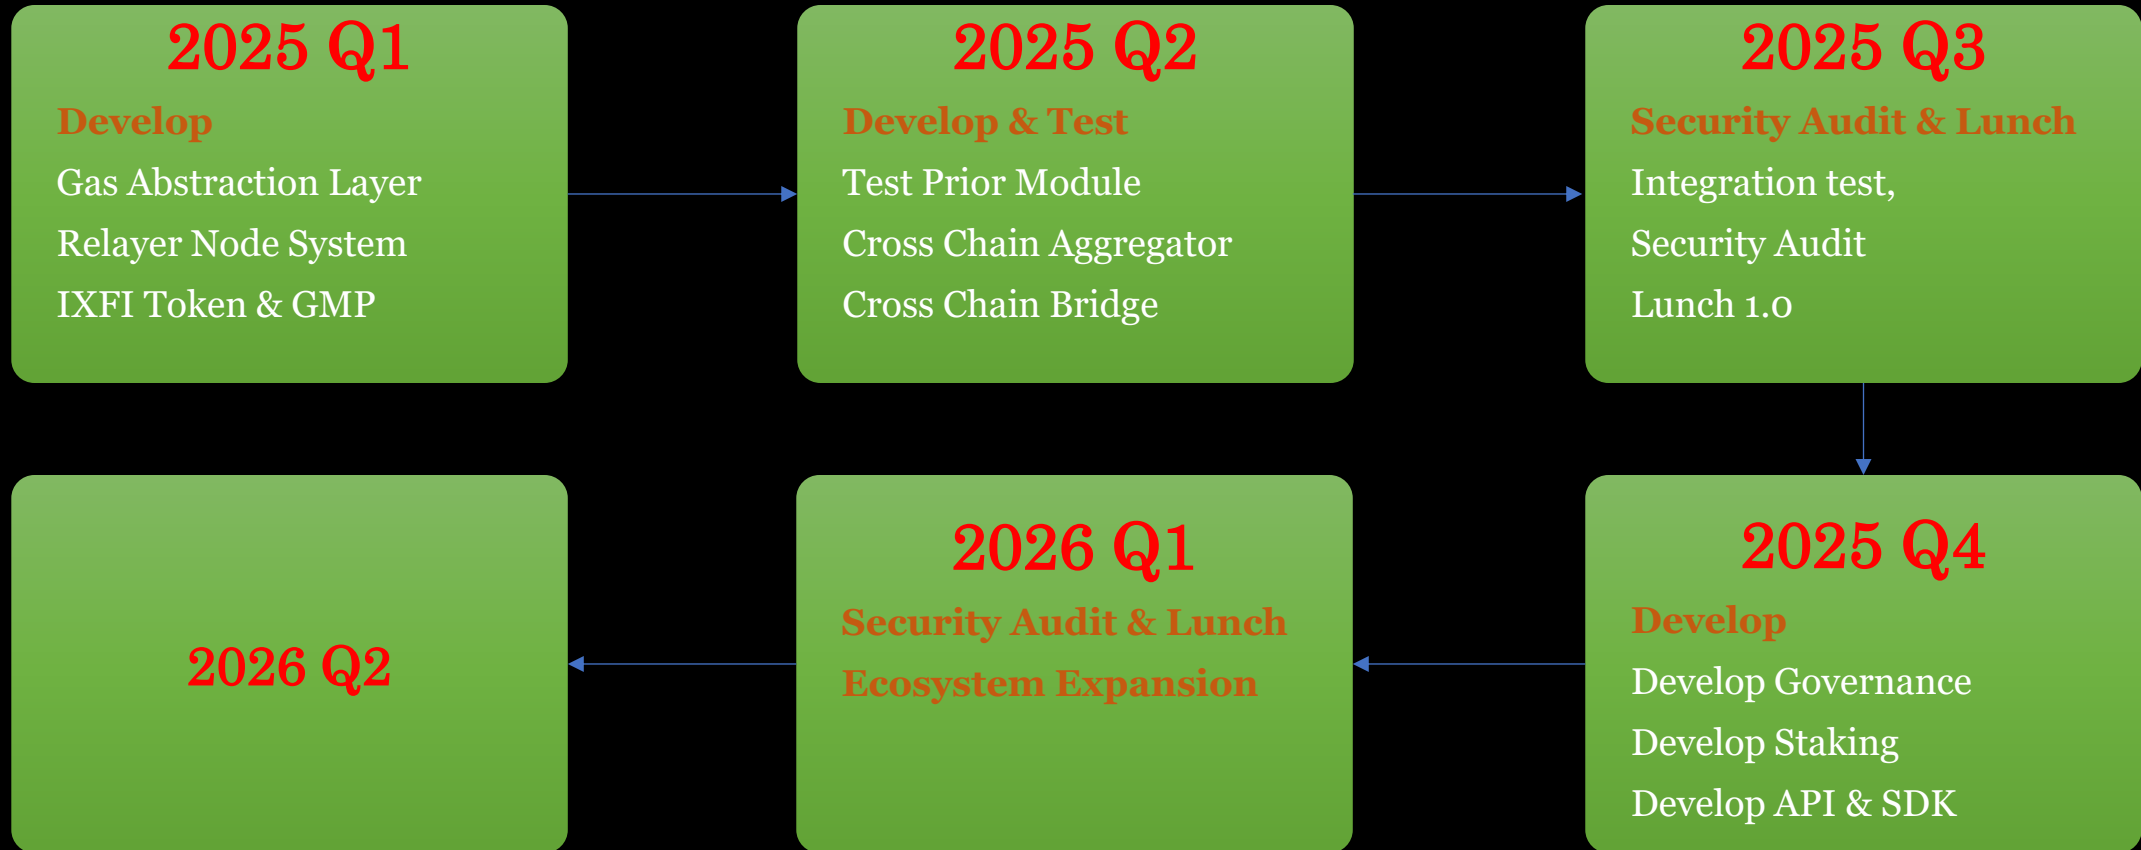 2025 Q1
Develop
Gas Abstraction Layer
Relayer Node System
IXFI Token & GMP
2025 Q2
Develop & Test
Test Prior Module
Cross Chain Aggregator
Cross Chain Bridge
2025 Q3
Security Audit & Lunch
Integration test,
Security Audit
Lunch 1.0
2025 Q4
Develop
Develop Governance
Develop Staking
Develop API & SDK
2026 Q1
Security Audit & Lunch
Ecosystem Expansion
2026 Q2